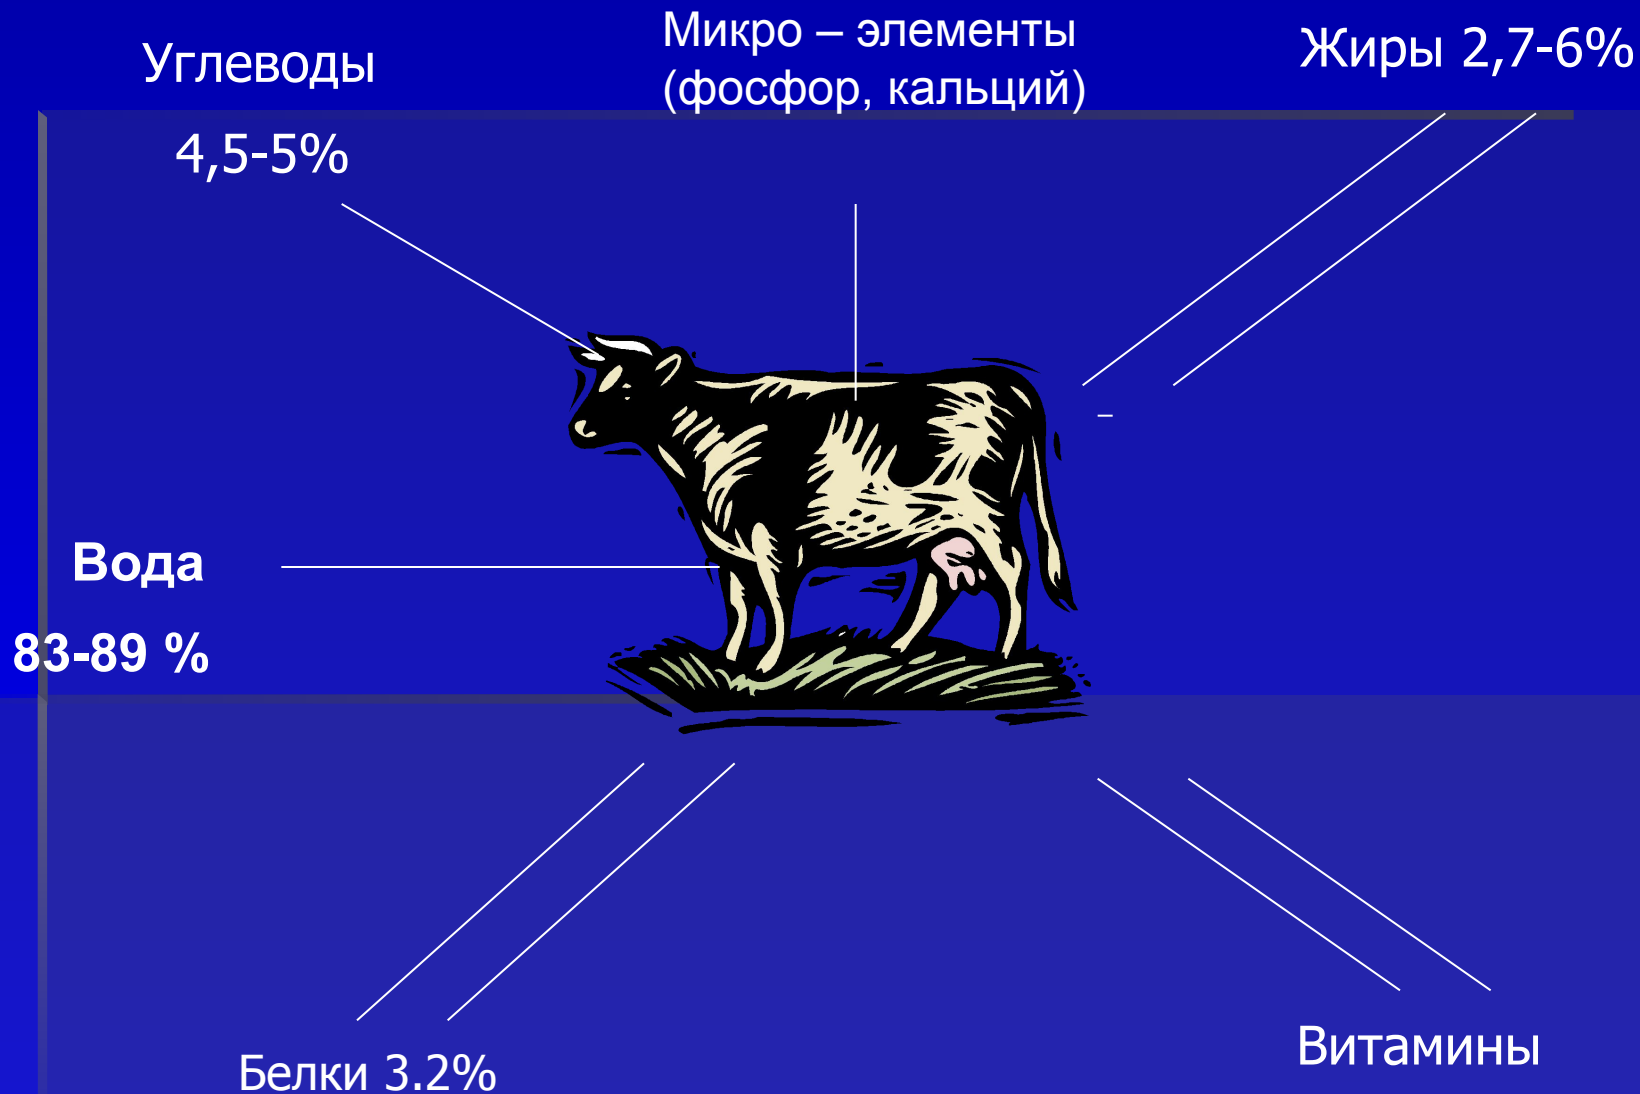 Углеводы
4,5-5%
Микро – элементы
(фосфор, кальций)
Жиры 2,7-6%
–
Вода
83-89 %
Белки 3.2%
Витамины